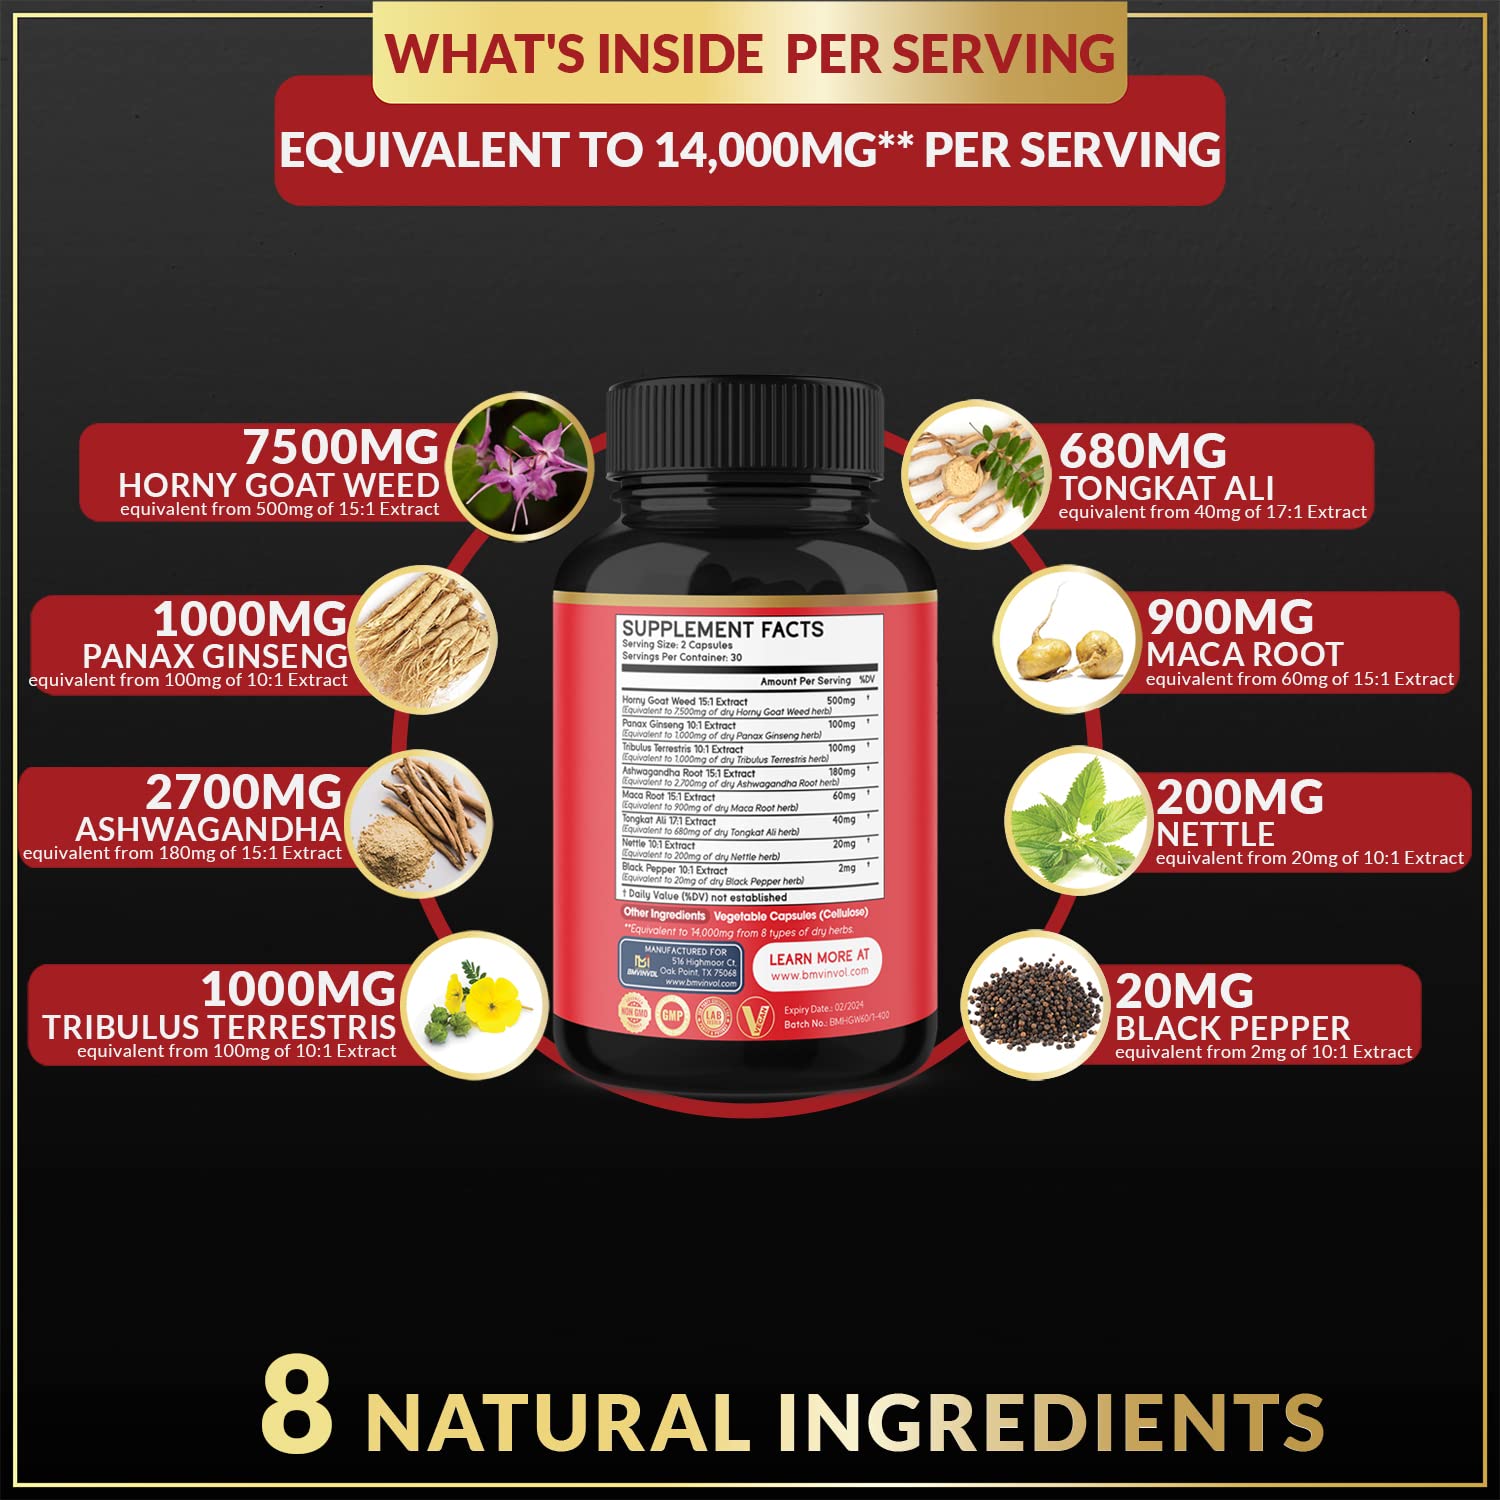 WHAT'S INSIDE PER SERVING
EQUIVALENT TO 14,000MG** PER SERVING
7500MG
HORNY GOAT WEED
equivalent from 500mg of 15:1 Extract
1000MG
PANAX GINSENG
equivalent from 100mg of 10:1 Extract
2700MG
ASHWAGANDHA
equivalent from 180mg of 15:1 Extract
1000MG
TRIBULUS TERRESTRIS
equivalent from 100mg of 10:1 Extract
680MG
TONGKAT ALI
equivalent from 40mg of 17:1 Extract
900MG
MACA ROOT
equivalent from 60mg of 15:1 Extract
200MG
NETTLE
equivalent from 20mg of 10:1 Extract
20MG
BLACK PEPPER
equivalent from 2mg of 10:1 Extract
SUPPLEMENT FACTS
Serving Size: 2 Capsules
Servings Per Container: 30
Amount Per Serving %DV
Horny Goat Weed 15:1 Extract 500mg †
(Equivalent to 7,500mg of dry Horny Goat Weed herb)
Panax Ginseng 10:1 Extract 100mg †
(Equivalent to 1,000mg of dry Panax Ginseng herb)
Tribulus Terrestris 10:1 Extract 100mg †
(Equivalent to 1,000mg of dry Tribulus Terrestris herb)
Ashwagandha Root 15:1 Extract 180mg †
(Equivalent to 2,700mg of dry Ashwagandha Root herb)
Maca Root 15:1 Extract 60mg †
(Equivalent to 900mg of dry Maca Root herb)
Tongkat Ali 17:1 Extract 40mg †
(Equivalent to 680mg of dry Tongkat Ali herb)
Nettle 10:1 Extract 20mg †
(Equivalent to 200mg of dry Nettle herb)
Black Pepper 10:1 Extract 2mg †
(Equivalent to 20mg of dry Black Pepper herb)
† Daily Value (%DV) not established
Other Ingredients Vegetable Capsules (Cellulose)
**Equivalent to 14,000mg from 8 types of dry herbs.
MANUFACTURED FOR
516 Highmoor Ct.
Oak Point, TX 75068
www.bmvinvol.com
BMVINVOL
LEARN MORE AT
www.bmvinvol.com
NON GMO
GMP
LAB
VEGAN
Expiry Date: 02/2024
Batch No.: BMHGW60/1-400
8 NATURAL INGREDIENTS